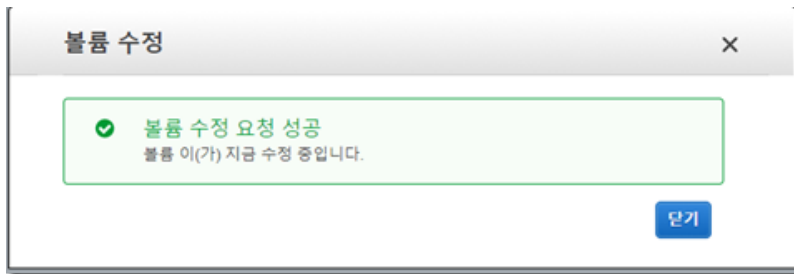 볼륨 수정
볼륨 수정 요청 성공
볼륨 이(가) 지금 수정 중입니다.
닫기